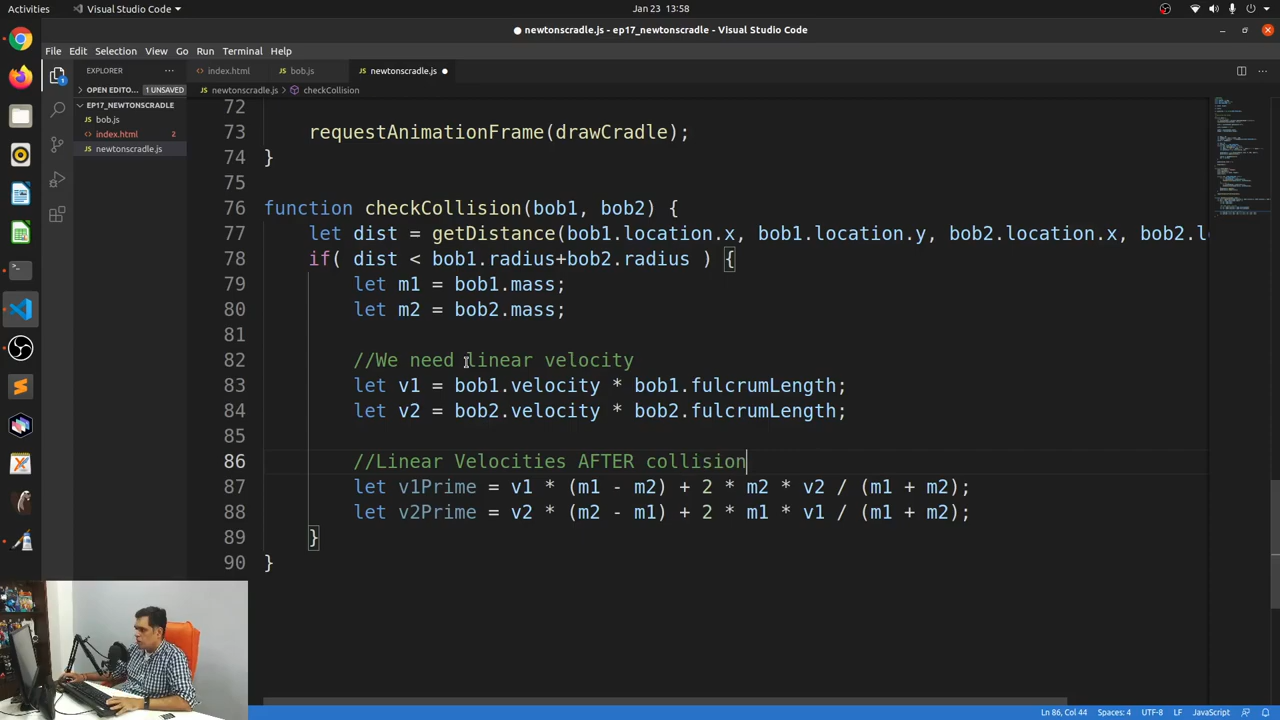 Activities
Visual Studio Code
Jan 23 13:58
newtonscradle.js - ep17_newtonscradle - Visual Studio Code
File Edit Selection View Go Run Terminal Help
EXPLORER
index.html
bob.js
newtonscradle.js
OPEN EDITO... 1 UNSAVED
newtonscradle.js > checkCollision
EP17_NEWTONSCRADLE
bob.js
index.html 2
newtonscradle.js
1
72
73 requestAnimationFrame(drawCradle);
74 }
75
76 function checkCollision(bob1, bob2) {
77 let dist = getDistance(bob1.location.x, bob1.location.y, bob2.location.x, bob2.lo
78 if( dist < bob1.radius+bob2.radius ) {
79 let m1 = bob1.mass;
80 let m2 = bob2.mass;
81
82 //We need linear velocity
83 let v1 = bob1.velocity * bob1.fulcrumLength;
84 let v2 = bob2.velocity * bob2.fulcrumLength;
85
86 //Linear Velocities AFTER collision
87 let v1Prime = v1 * (m1 - m2) + 2 * m2 * v2 / (m1 + m2);
88 let v2Prime = v2 * (m2 - m1) + 2 * m1 * v1 / (m1 + m2);
89 }
90 }
Ln 86, Col 44 Spaces: 4 UTF-8 LF JavaScript